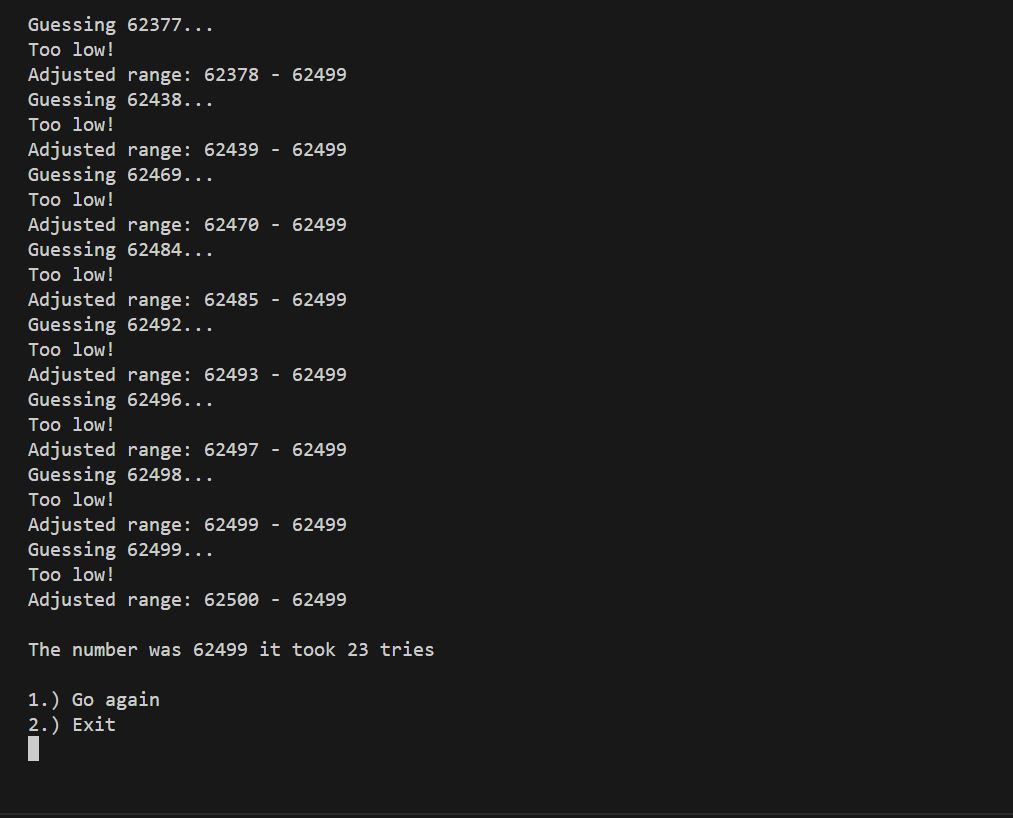 Guessing 62377...
Too low!
Adjusted range: 62378 - 62499
Guessing 62438...
Too low!
Adjusted range: 62439 - 62499
Guessing 62469...
Too low!
Adjusted range: 62470 - 62499
Guessing 62484...
Too low!
Adjusted range: 62485 - 62499
Guessing 62492...
Too low!
Adjusted range: 62493 - 62499
Guessing 62496...
Too low!
Adjusted range: 62497 - 62499
Guessing 62498...
Too low!
Adjusted range: 62499 - 62499
Guessing 62499...
Too low!
Adjusted range: 62500 - 62499
The number was 62499 it took 23 tries
1.) Go again
2.) Exit